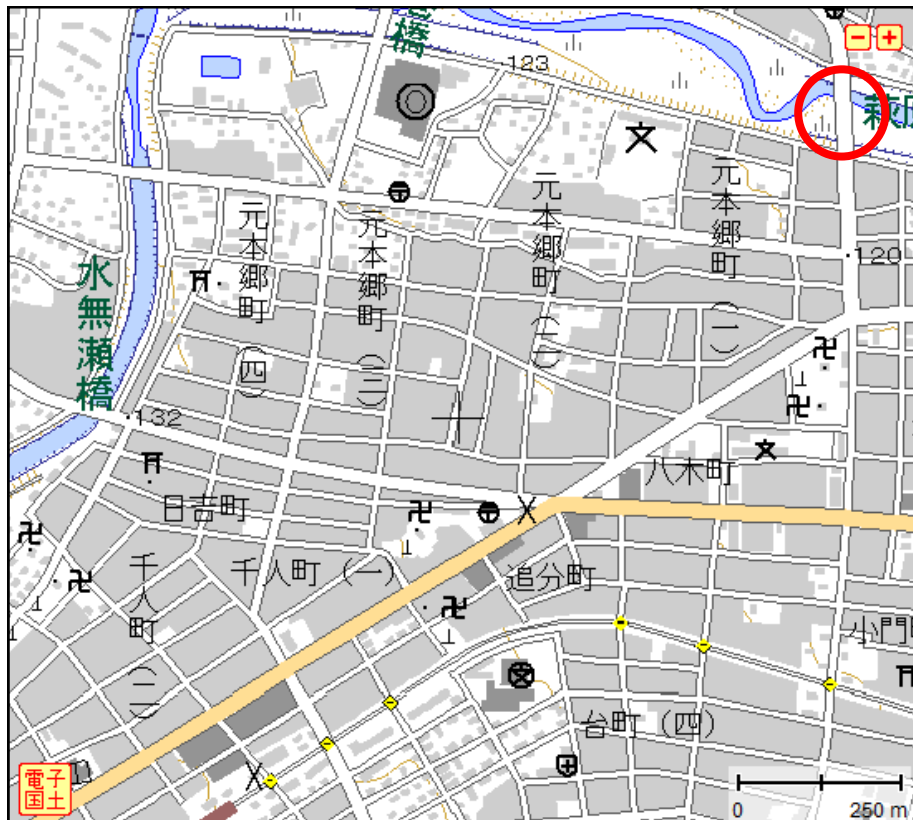 橋
123
萩
元本郷町(一)
元本郷町(二)
元本郷町(三)
元本郷町(四)
120
水無瀬橋
132
八木町
日吉町
千人町(一)
追分町
千人町(二)
小門
台町(四)
電子
国土
0
250 m